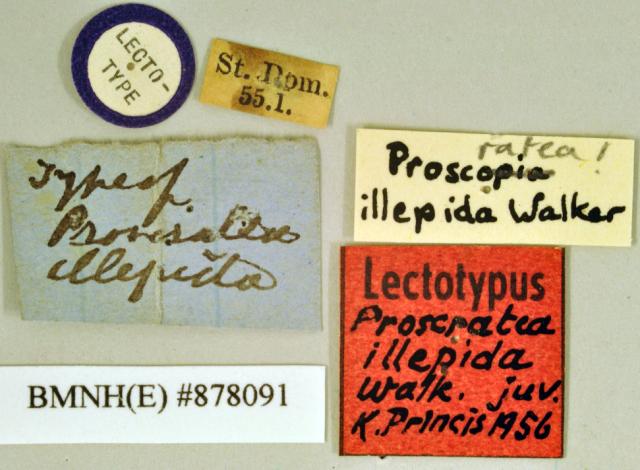 LECTO-
TYPE
St. Dom.
55.1.
Type of
Proscratea
illepida
ratea!
Proscopia
illepida Walker
Lectotypus
Proscratea
illepida
Walk. juv.
K. Princis 1956
BMNH(E) #878091